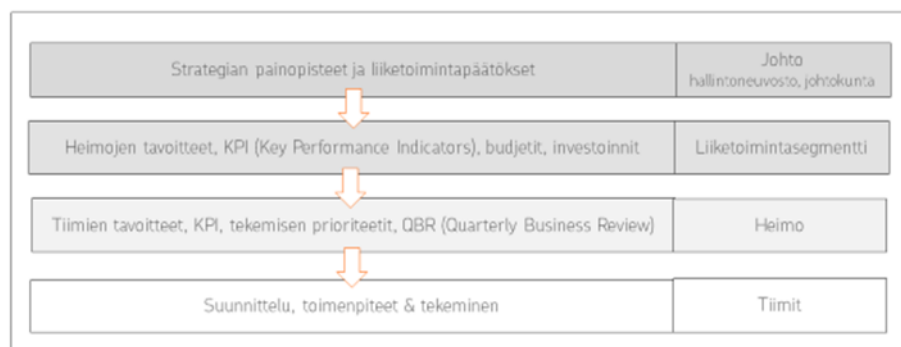 Strategian painopisteet ja liiketoimintapäätökset
Johto
hallintoneuvosto, johtokunta
Heimojen tavoitteet, KPI (Key Performance Indicators), budjetit, investoinnit
Liiketoimintasegmentti
Tiimien tavoitteet, KPI, tekemisen prioriteetit, QBR (Quarterly Business Review)
Heimo
Suunnittelu, toimenpiteet & tekeminen
Tiimit